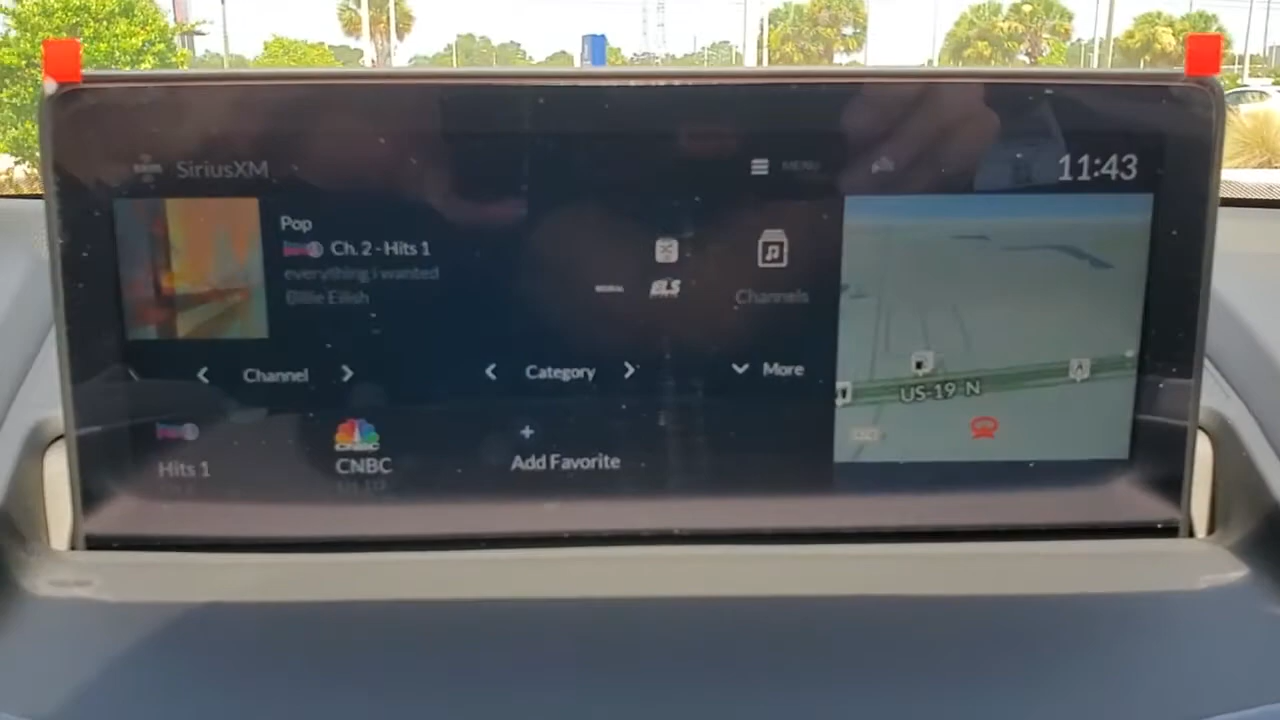 SiriusXM
MENU
11:43
Pop
Ch. 2 - Hits 1
everything i wanted
Billie Eilish
ELS
Channels
Channel
Category
More
US-19 N
Hits 1
CNBC
CNBC
Add Favorite